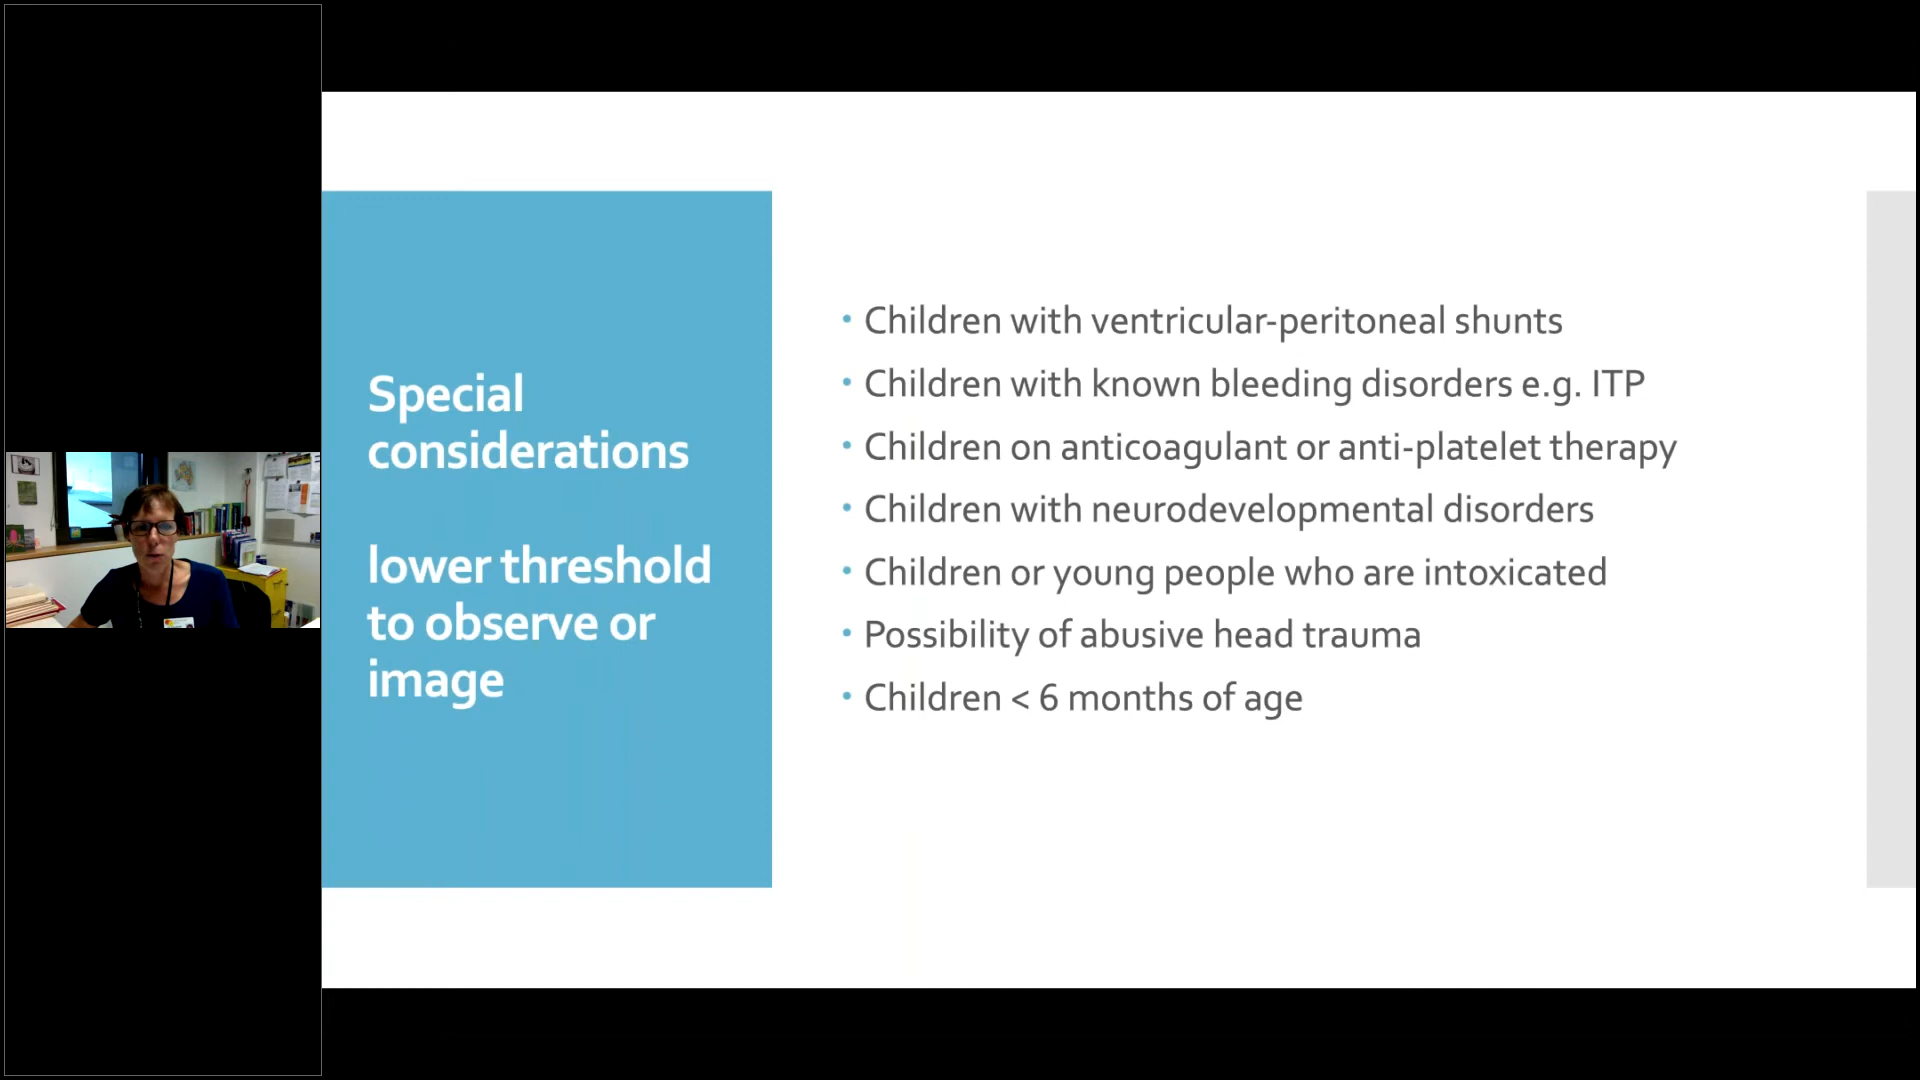 Special
considerations
lower threshold
to observe or
image
• Children with ventricular-peritoneal shunts
• Children with known bleeding disorders e.g. ITP
• Children on anticoagulant or anti-platelet therapy
• Children with neurodevelopmental disorders
• Children or young people who are intoxicated
• Possibility of abusive head trauma
• Children < 6 months of age